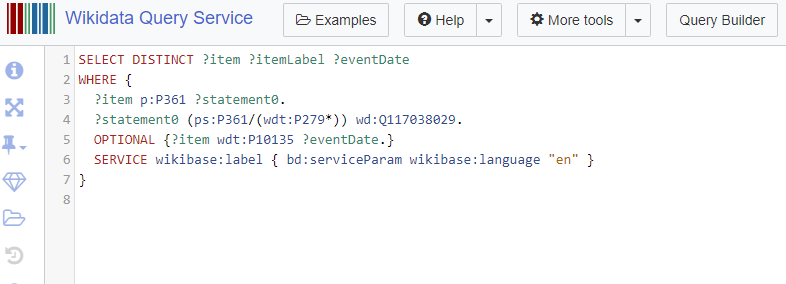 Wikidata Query Service Examples Help More tools Query Builder
1 SELECT DISTINCT ?item ?itemLabel ?eventDate
2 WHERE {
3 ?item p:P361 ?statement0.
4 ?statement0 (ps:P361/(wdt:P279*)) wd:Q117038029.
5 OPTIONAL {?item wdt:P10135 ?eventDate.}
6 SERVICE wikibase:label { bd:serviceParam wikibase:language "en" }
7 }
8